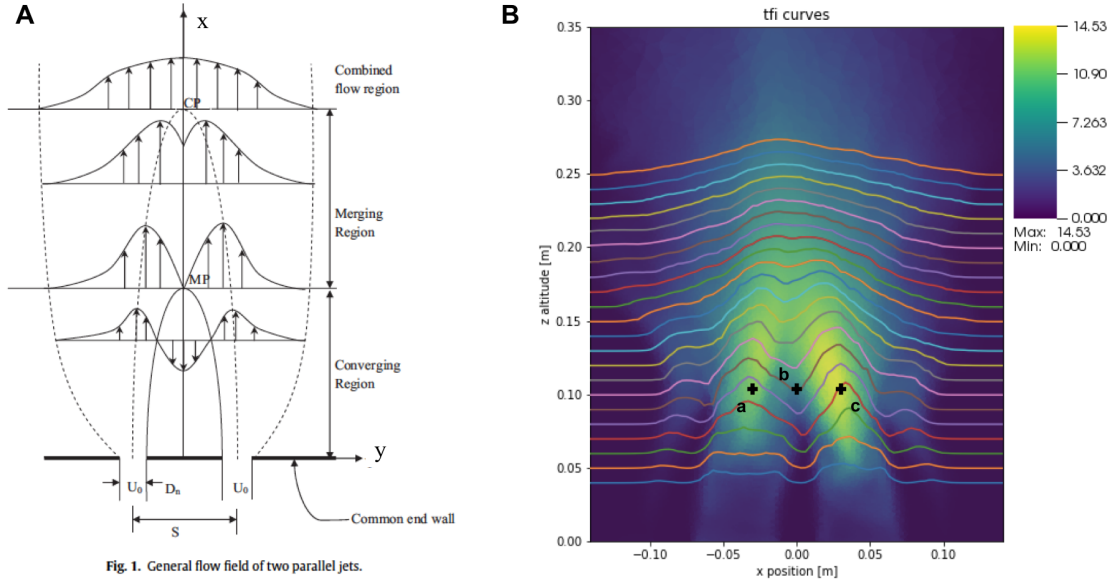 A
x
Combined
flow region
CP
Merging
Region
MP
Converging
Region
y
U₀
Dₙ
U₀
S
Common end wall
Fig. 1. General flow field of two parallel jets.
B
tfi curves
14.53
10.90
7.263
3.632
0.000
Max: 14.53
Min: 0.000
z altitude [m]
0.35
0.30
0.25
0.20
0.15
0.10
0.05
0.00
a
b
c
−0.10
−0.05
0.00
0.05
0.10
x position [m]